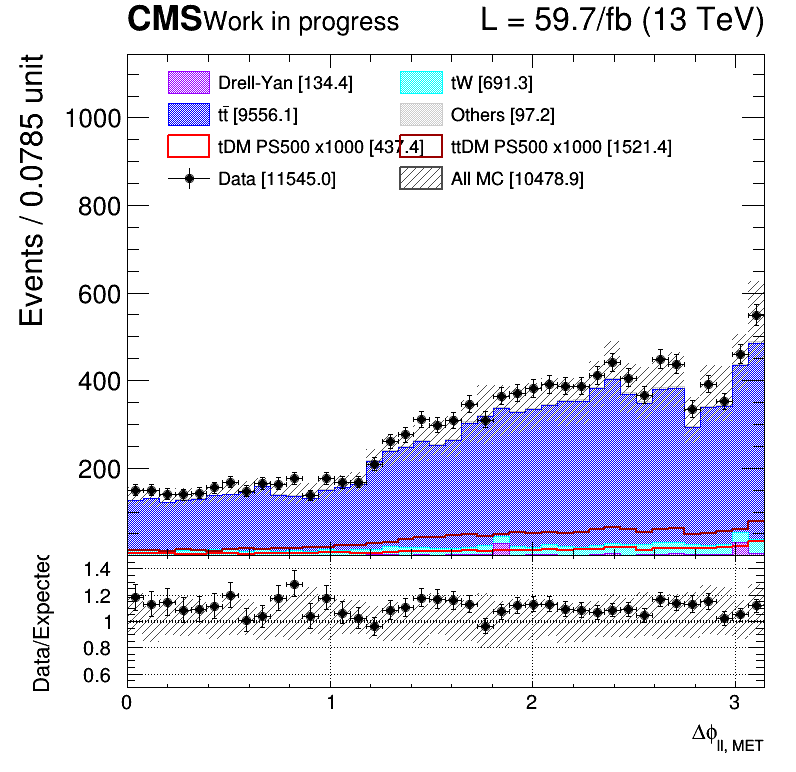 CMS Work in progress L = 59.7/fb (13 TeV)
Events / 0.0785 unit
Drell-Yan [134.4] tW [691.3]
tt̄ [9556.1] Others [97.2]
tDM PS500 x1000 [437.4] ttDM PS500 x1000 [1521.4]
Data [11545.0] All MC [10478.9]
1000
800
600
400
200
Data/Expected
1.4
1.2
1
0.8
0.6
0 1 2 3
Δϕll, MET